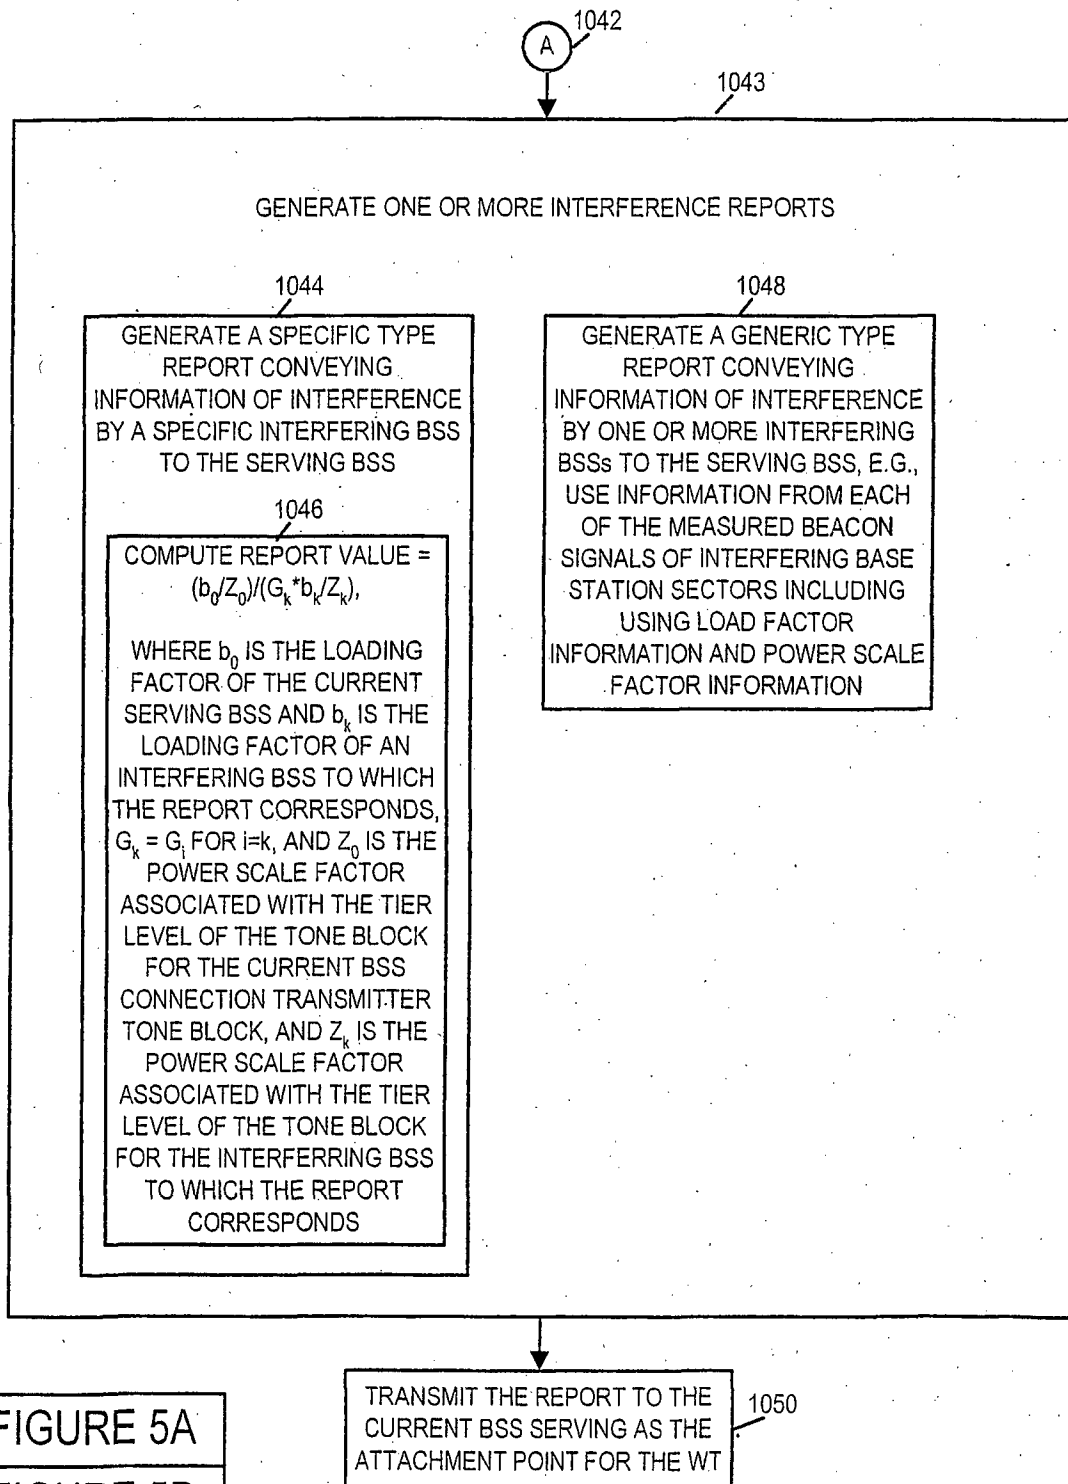 1042
A
1043
GENERATE ONE OR MORE INTERFERENCE REPORTS
1044
GENERATE A SPECIFIC TYPE
REPORT CONVEYING
INFORMATION OF INTERFERENCE
BY A SPECIFIC INTERFERING BSS
TO THE SERVING BSS
1046
COMPUTE REPORT VALUE =
(b₀/Z₀)/(Gₖ*bₖ/Zₖ),
WHERE b₀ IS THE LOADING
FACTOR OF THE CURRENT
SERVING BSS AND bₖ IS THE
LOADING FACTOR OF AN
INTERFERING BSS TO WHICH
THE REPORT CORRESPONDS,
Gₖ = Gᵢ FOR i=k, AND Z₀ IS THE
POWER SCALE FACTOR
ASSOCIATED WITH THE TIER
LEVEL OF THE TONE BLOCK
FOR THE CURRENT BSS
CONNECTION TRANSMITTER
TONE BLOCK, AND Zₖ IS THE
POWER SCALE FACTOR
ASSOCIATED WITH THE TIER
LEVEL OF THE TONE BLOCK
FOR THE INTERFERRING BSS
TO WHICH THE REPORT
CORRESPONDS
1048
GENERATE A GENERIC TYPE
REPORT CONVEYING
INFORMATION OF INTERFERENCE
BY ONE OR MORE INTERFERING
BSSs TO THE SERVING BSS, E.G.,
USE INFORMATION FROM EACH
OF THE MEASURED BEACON
SIGNALS OF INTERFERING BASE
STATION SECTORS INCLUDING
USING LOAD FACTOR
INFORMATION AND POWER SCALE
FACTOR INFORMATION
TRANSMIT THE REPORT TO THE
CURRENT BSS SERVING AS THE
ATTACHMENT POINT FOR THE WT
1050
FIGURE 5A